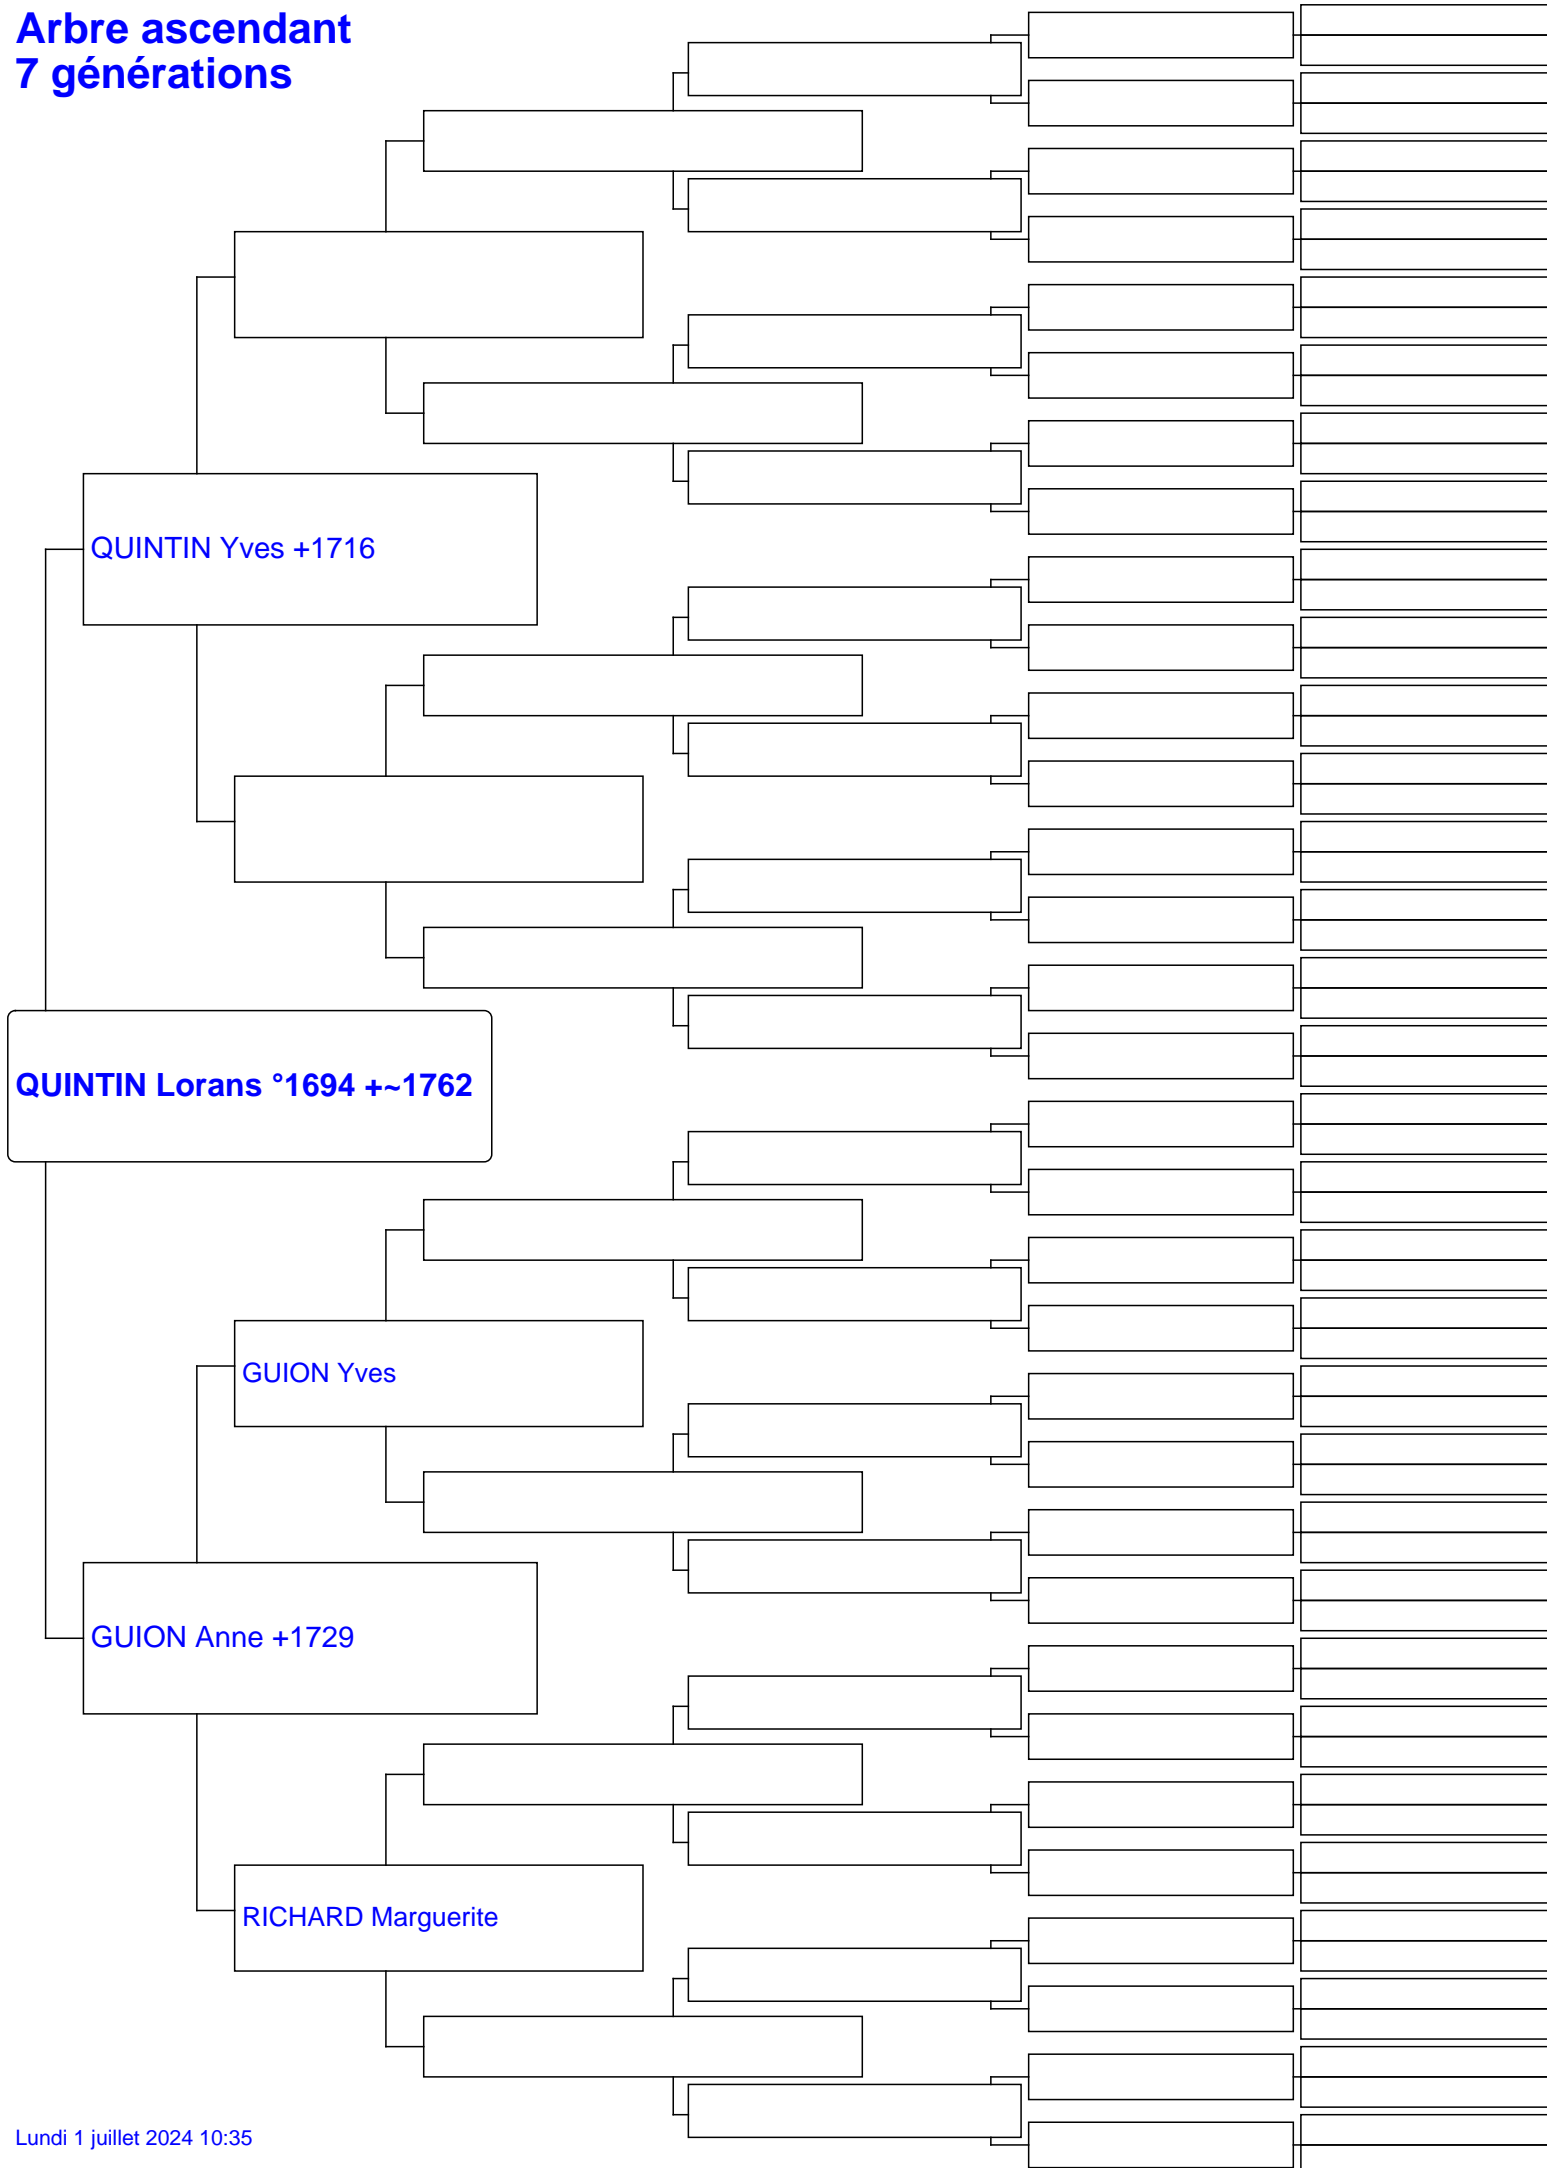 Arbre ascendant
7 générations
QUINTIN Yves +1716
QUINTIN Lorans °1694 +~1762
GUION Yves
GUION Anne +1729
RICHARD Marguerite
Lundi 1 juillet 2024 10:35